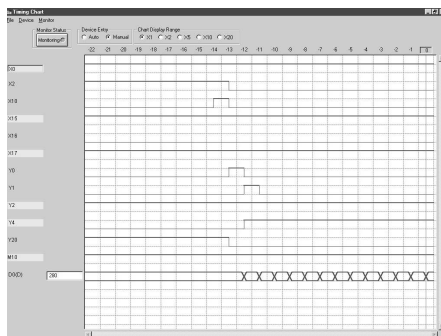 Timing Chart
File Device Monitor
Monitor Status
Monitoring
Device Entry
Auto Manual
Chart Display Range
X1 X2 X5 X10 X20
-22 -21 -20 -19 -18 -17 -16 -15 -14 -13 -12 -11 -10 -9 -8 -7 -6 -5 -4 -3 -2 -1 0
X0
X2
X10
X15
X16
X17
Y0
Y1
Y2
Y4
Y20
M10
D0(D) 280